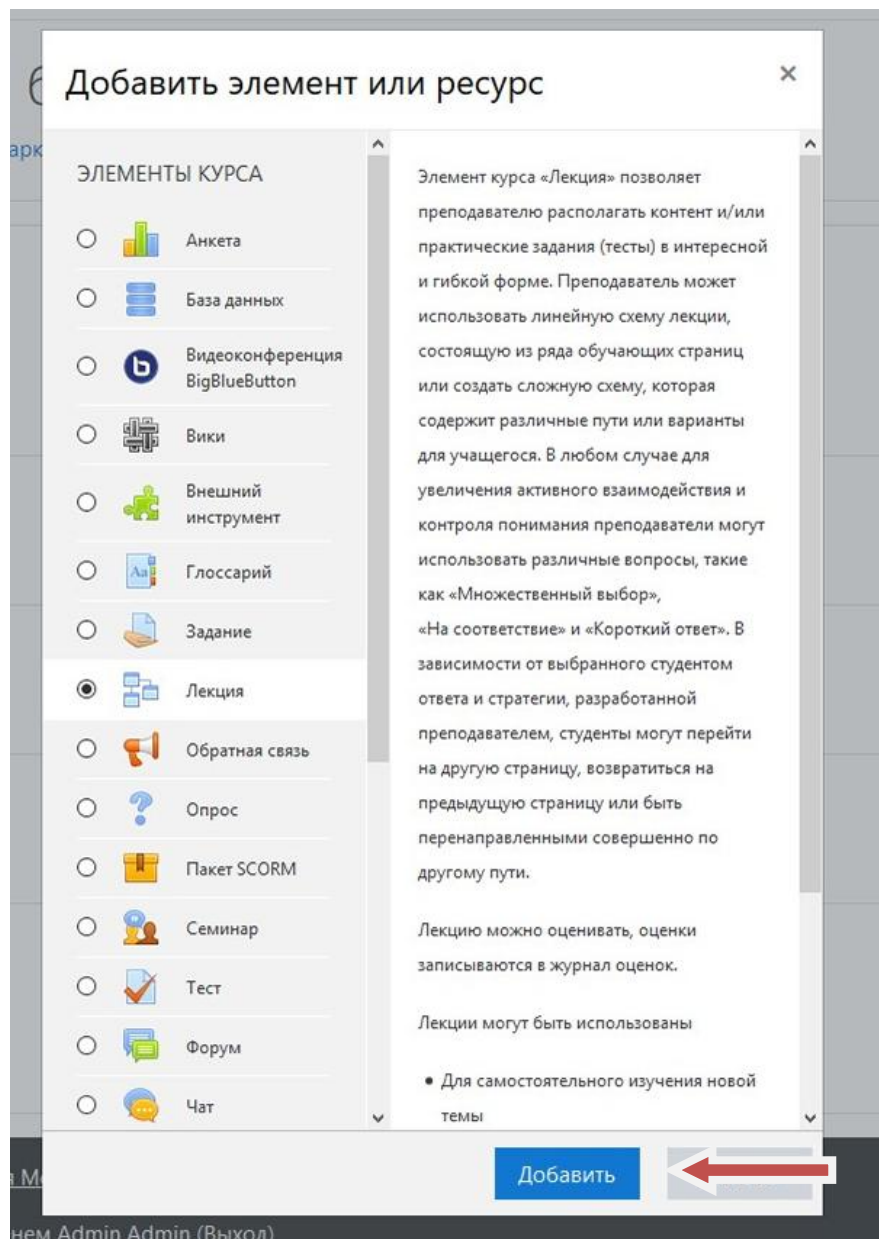 Добавить элемент или ресурс
×
арк
ЭЛЕМЕНТЫ КУРСА
Анкета
База данных
Видеоконференция
BigBlueButton
Вики
Внешний
инструмент
Глоссарий
Задание
Лекция
Обратная связь
Опрос
Пакет SCORM
Семинар
Тест
Форум
Чат
Элемент курса «Лекция» позволяет
преподавателю располагать контент и/или
практические задания (тесты) в интересной
и гибкой форме. Преподаватель может
использовать линейную схему лекции,
состоящую из ряда обучающих страниц
или создать сложную схему, которая
содержит различные пути или варианты
для учащегося. В любом случае для
увеличения активного взаимодействия и
контроля понимания преподаватели могут
использовать различные вопросы, такие
как «Множественный выбор»,
«На соответствие» и «Короткий ответ». В
зависимости от выбранного студентом
ответа и стратегии, разработанной
преподавателем, студенты могут перейти
на другую страницу, возвратиться на
предыдущую страницу или быть
перенаправленными совершенно по
другому пути.
Лекцию можно оценивать, оценки
записываются в журнал оценок.
Лекции могут быть использованы
• Для самостоятельного изучения новой
темы
Добавить
нем Admin Admin (Выход)